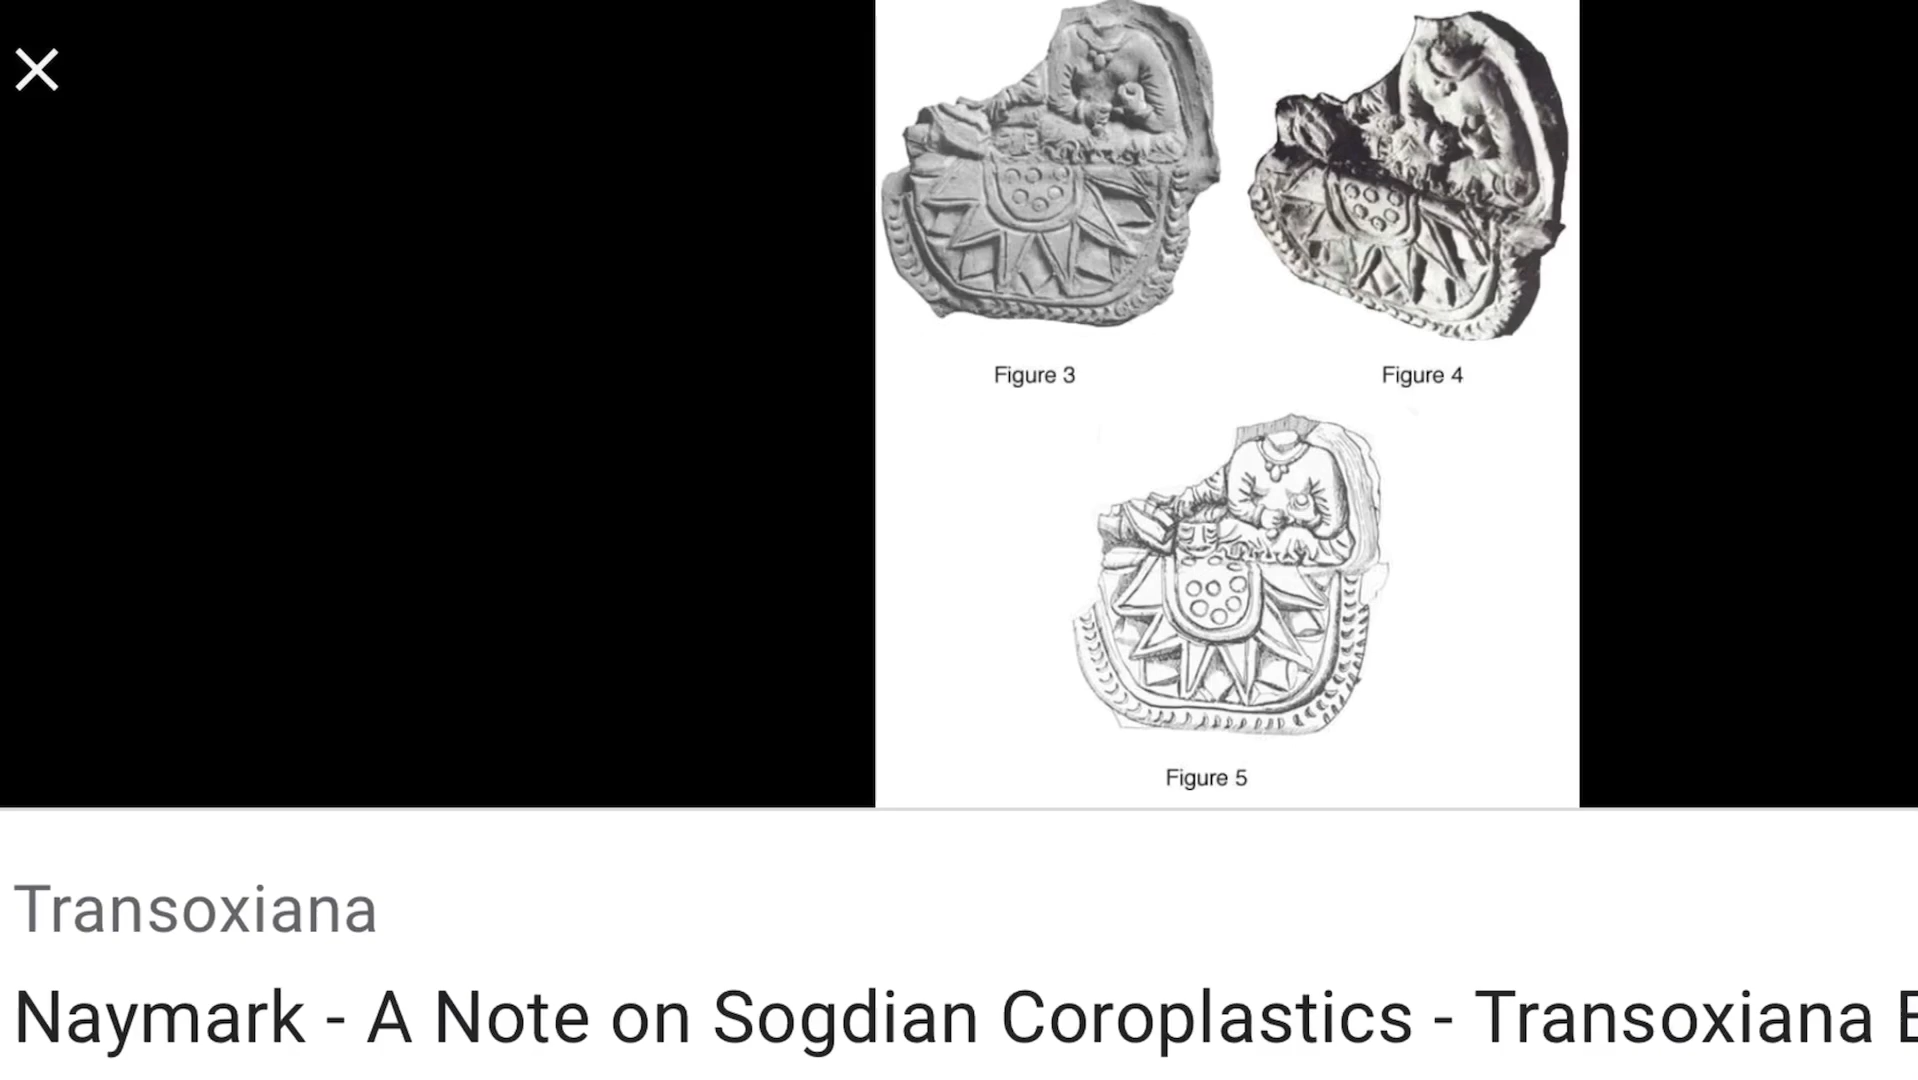 Figure 3
Figure 4
Figure 5
Transoxiana
Naymark - A Note on Sogdian Coroplastics - Transoxiana